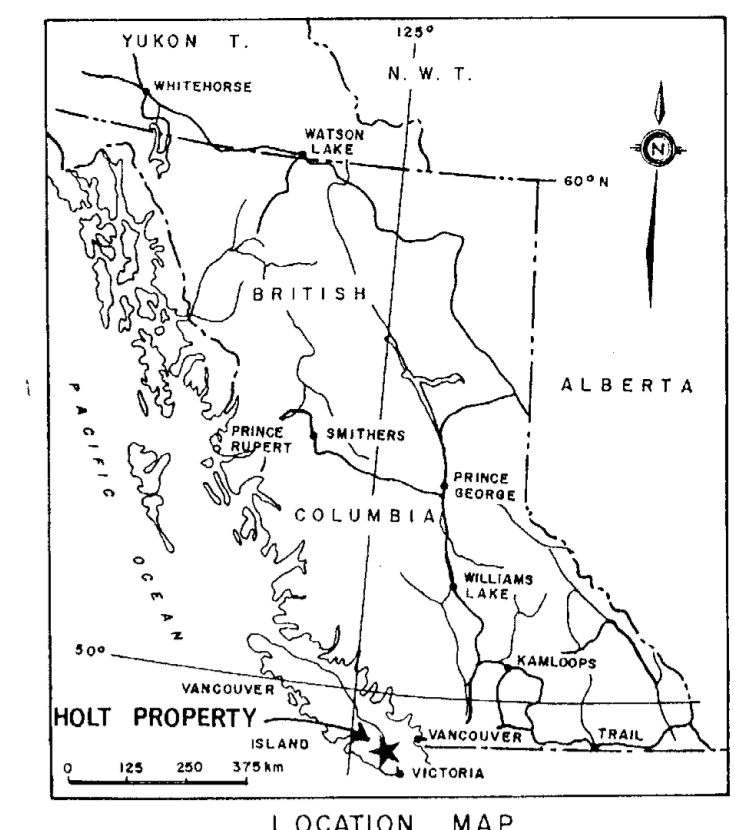 125°
YUKON T.
N. W. T.
WHITEHORSE
WATSON
LAKE
N
60° N
BRITISH
ALBERTA
PACIFIC
OCEAN
PRINCE
RUPERT
SMITHERS
PRINCE
GEORGE
COLUMBIA
WILLIAMS
LAKE
50°
KAMLOOPS
VANCOUVER
HOLT PROPERTY
ISLAND
VANCOUVER
TRAIL
VICTORIA
0 125 250 375 km
LOCATION MAP